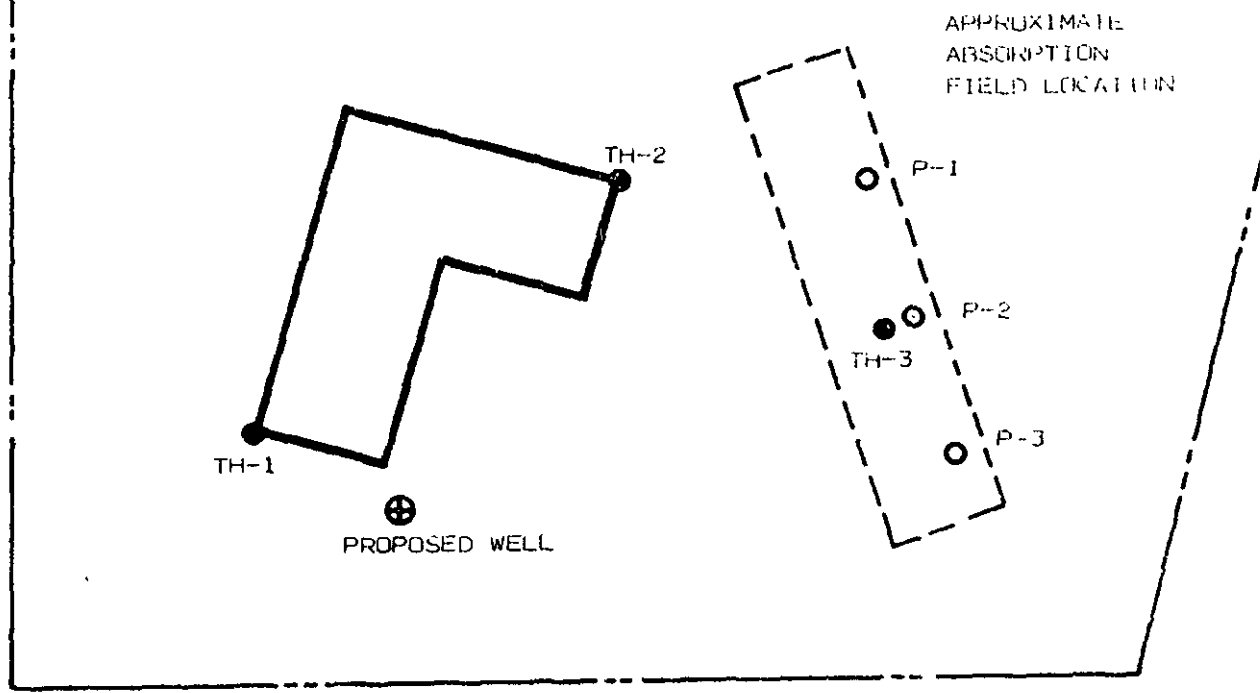 APPROXIMATE
ABSORPTION
FIELD LOCATION
TH-2
P-1
P-2
TH-3
P-3
TH-1
PROPOSED WELL